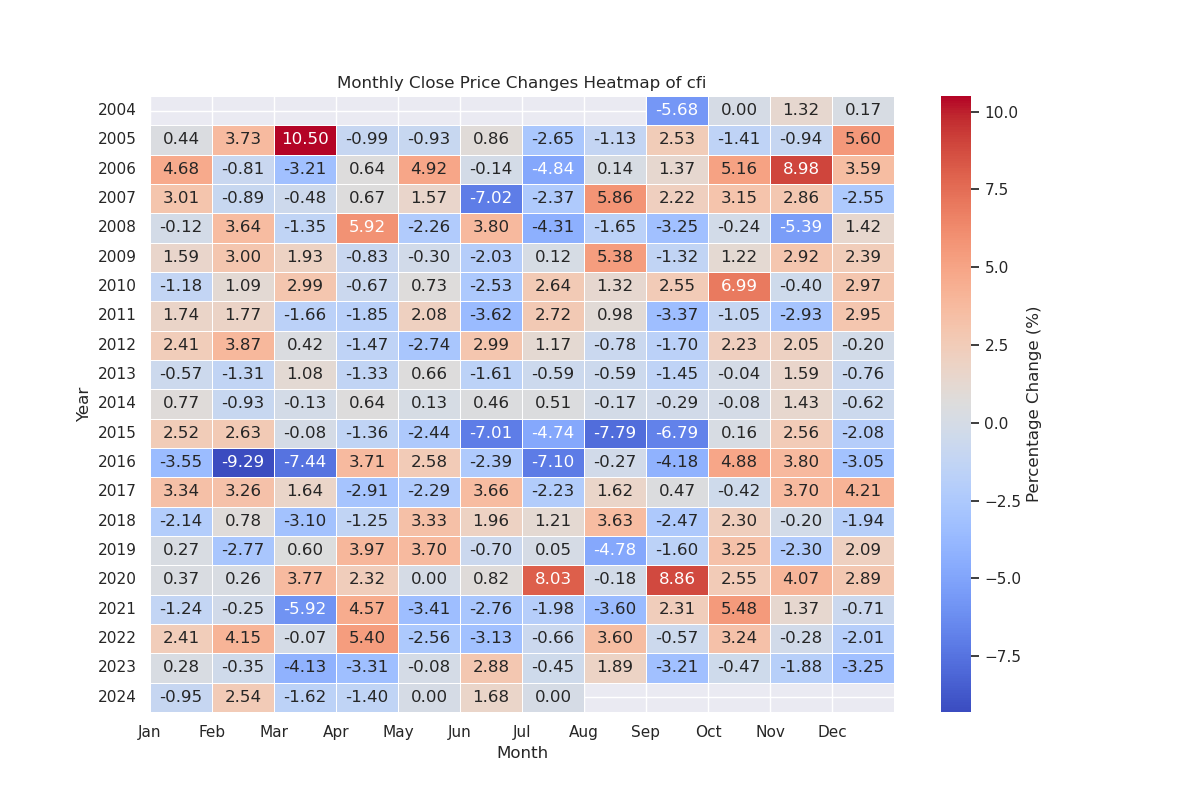 Monthly Close Price Changes Heatmap of cfi
2004 -5.68 0.00 1.32 0.17
2005 0.44 3.73 10.50 -0.99 -0.93 0.86 -2.65 -1.13 2.53 -1.41 -0.94 5.60
2006 4.68 -0.81 -3.21 0.64 4.92 -0.14 -4.84 0.14 1.37 5.16 8.98 3.59
2007 3.01 -0.89 -0.48 0.67 1.57 -7.02 -2.37 5.86 2.22 3.15 2.86 -2.55
2008 -0.12 3.64 -1.35 5.92 -2.26 3.80 -4.31 -1.65 -3.25 -0.24 -5.39 1.42
2009 1.59 3.00 1.93 -0.83 -0.30 -2.03 0.12 5.38 -1.32 1.22 2.92 2.39
2010 -1.18 1.09 2.99 -0.67 0.73 -2.53 2.64 1.32 2.55 6.99 -0.40 2.97
2011 1.74 1.77 -1.66 -1.85 2.08 -3.62 2.72 0.98 -3.37 -1.05 -2.93 2.95
2012 2.41 3.87 0.42 -1.47 -2.74 2.99 1.17 -0.78 -1.70 2.23 2.05 -0.20
2013 -0.57 -1.31 1.08 -1.33 0.66 -1.61 -0.59 -0.59 -1.45 -0.04 1.59 -0.76
2014 0.77 -0.93 -0.13 0.64 0.13 0.46 0.51 -0.17 -0.29 -0.08 1.43 -0.62
2015 2.52 2.63 -0.08 -1.36 -2.44 -7.01 -4.74 -7.79 -6.79 0.16 2.56 -2.08
2016 -3.55 -9.29 -7.44 3.71 2.58 -2.39 -7.10 -0.27 -4.18 4.88 3.80 -3.05
2017 3.34 3.26 1.64 -2.91 -2.29 3.66 -2.23 1.62 0.47 -0.42 3.70 4.21
2018 -2.14 0.78 -3.10 -1.25 3.33 1.96 1.21 3.63 -2.47 2.30 -0.20 -1.94
2019 0.27 -2.77 0.60 3.97 3.70 -0.70 0.05 -4.78 -1.60 3.25 -2.30 2.09
2020 0.37 0.26 3.77 2.32 0.00 0.82 8.03 -0.18 8.86 2.55 4.07 2.89
2021 -1.24 -0.25 -5.92 4.57 -3.41 -2.76 -1.98 -3.60 2.31 5.48 1.37 -0.71
2022 2.41 4.15 -0.07 5.40 -2.56 -3.13 -0.66 3.60 -0.57 3.24 -0.28 -2.01
2023 0.28 -0.35 -4.13 -3.31 -0.08 2.88 -0.45 1.89 -3.21 -0.47 -1.88 -3.25
2024 -0.95 2.54 -1.62 -1.40 0.00 1.68 0.00
Jan Feb Mar Apr May Jun Jul Aug Sep Oct Nov Dec
Month
Year
10.0
7.5
5.0
2.5
0.0
−2.5
−5.0
−7.5
Percentage Change (%)